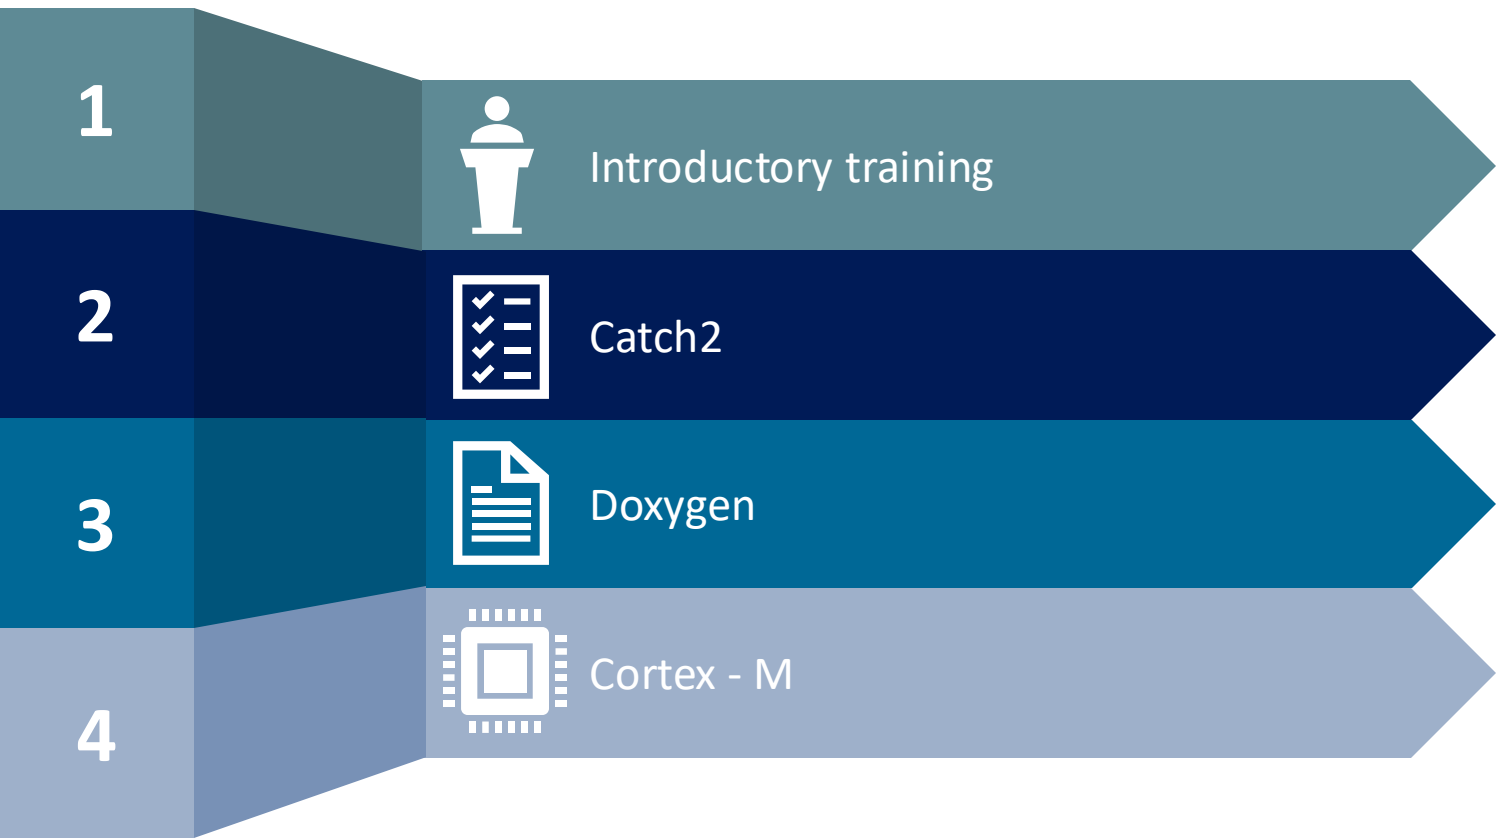 1
Introductory training
2
Catch2
3
Doxygen
4
Cortex - M